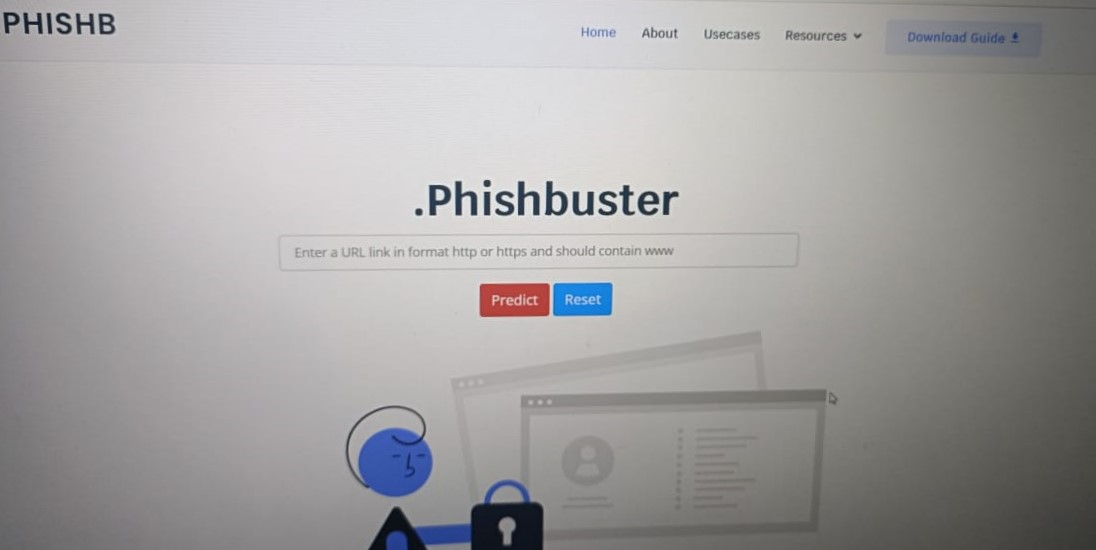 PHISHB
Home About Usecases Resources Download Guide
.Phishbuster
Enter a URL link in format http or https and should contain www
Predict Reset